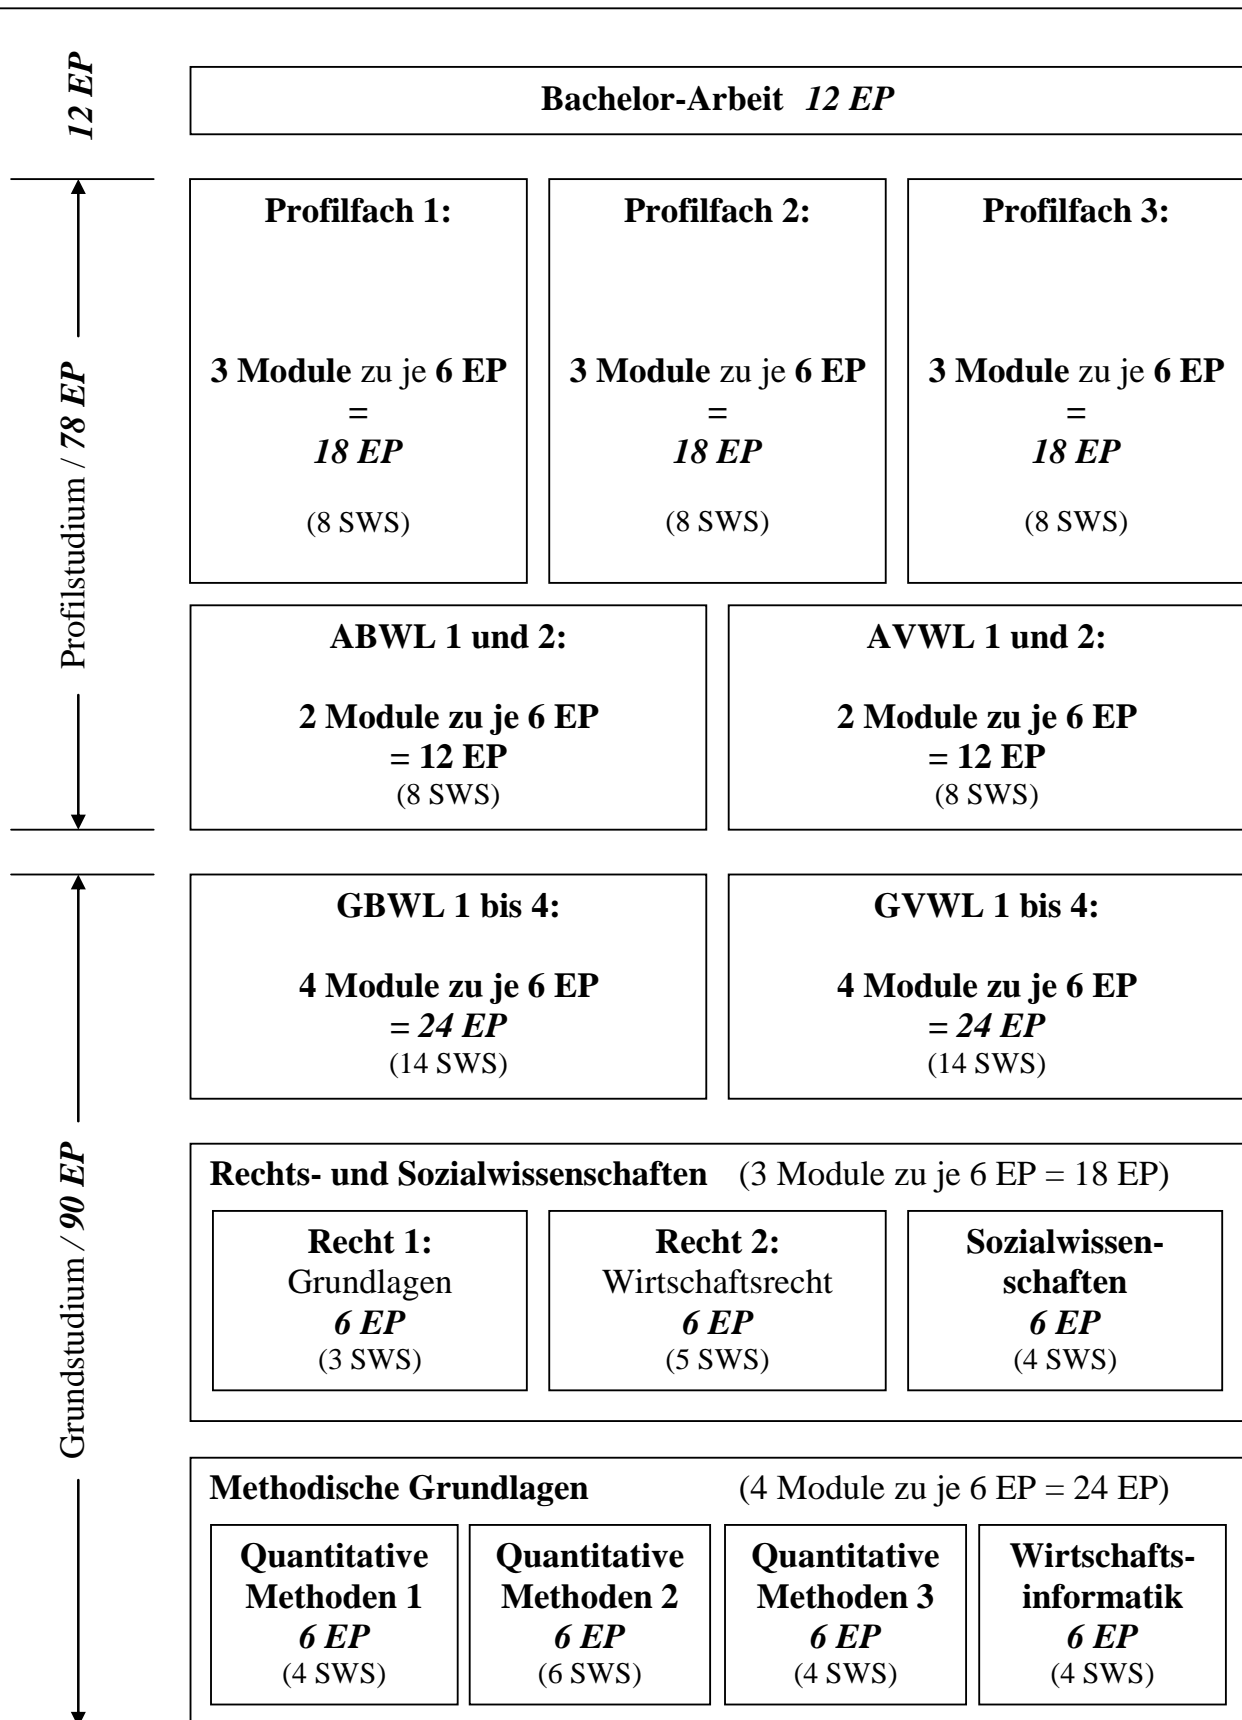 12 EP
Bachelor-Arbeit 12 EP
Profilstudium / 78 EP
Profilfach 1:
3 Module zu je 6 EP
=
18 EP
(8 SWS)
Profilfach 2:
3 Module zu je 6 EP
=
18 EP
(8 SWS)
Profilfach 3:
3 Module zu je 6 EP
=
18 EP
(8 SWS)
ABWL 1 und 2:
2 Module zu je 6 EP
= 12 EP
(8 SWS)
AVWL 1 und 2:
2 Module zu je 6 EP
= 12 EP
(8 SWS)
Grundstudium / 90 EP
GBWL 1 bis 4:
4 Module zu je 6 EP
= 24 EP
(14 SWS)
GVWL 1 bis 4:
4 Module zu je 6 EP
= 24 EP
(14 SWS)
Rechts- und Sozialwissenschaften (3 Module zu je 6 EP = 18 EP)
Recht 1:
Grundlagen
6 EP
(3 SWS)
Recht 2:
Wirtschaftsrecht
6 EP
(5 SWS)
Sozialwissen-
schaften
6 EP
(4 SWS)
Methodische Grundlagen (4 Module zu je 6 EP = 24 EP)
Quantitative
Methoden 1
6 EP
(4 SWS)
Quantitative
Methoden 2
6 EP
(6 SWS)
Quantitative
Methoden 3
6 EP
(4 SWS)
Wirtschafts-
informatik
6 EP
(4 SWS)